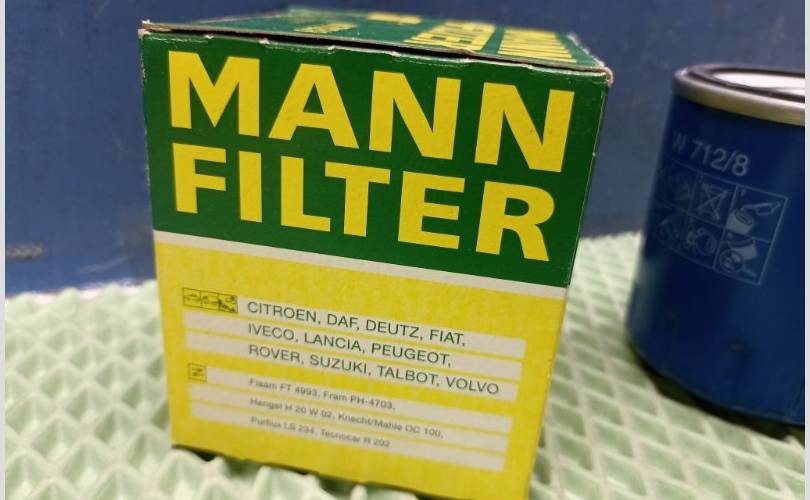 MANN
FILTER
CITROEN, DAF, DEUTZ, FIAT,
IVECO, LANCIA, PEUGEOT,
ROVER, SUZUKI, TALBOT, VOLVO
Fiaam FT 4993, Fram PH-4703,
Hengst H 20 W 02, Knecht/Mahle OC 100,
Purflux LS 234, Tecnocar R 202
W 712/8